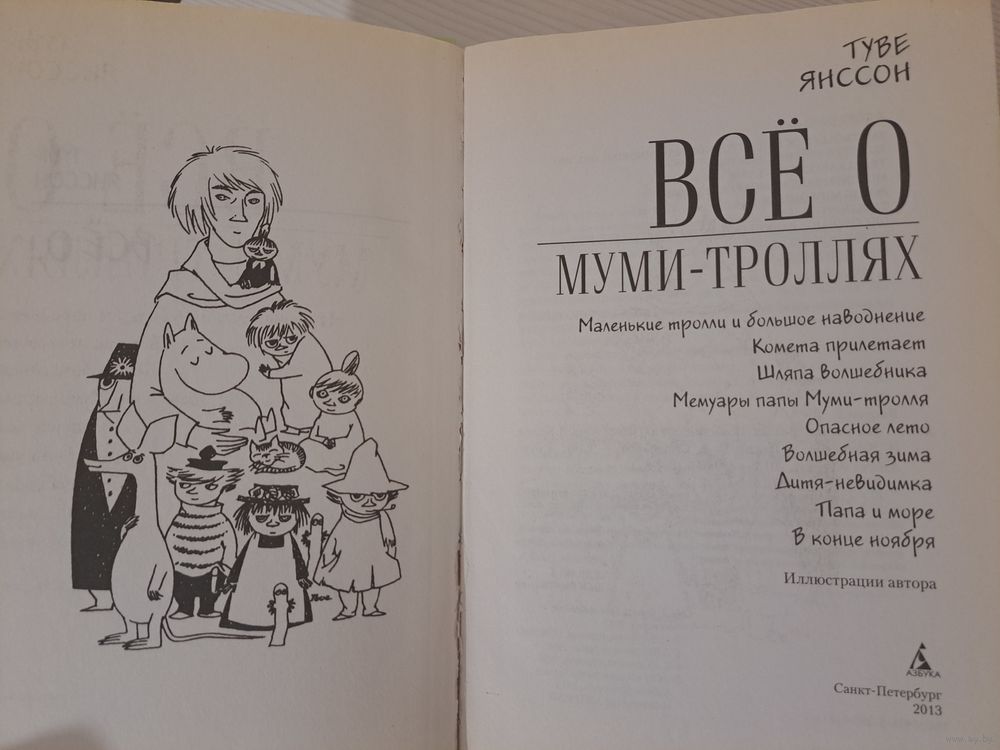 ТУВЕ
ЯНССОН
ВСЁ О
МУМИ-ТРОЛЛЯХ
Маленькие тролли и большое наводнение
Комета прилетает
Шляпа Волшебника
Мемуары папы Муми-тролля
Опасное лето
Волшебная зима
Дитя-невидимка
Папа и море
В конце ноября
Иллюстрации автора
АЗБУКА
Санкт-Петербург
2013